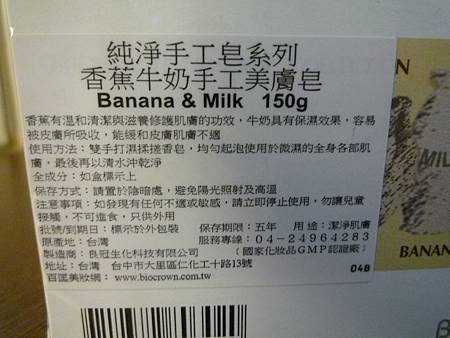 純淨手工皂系列
香蕉牛奶手工美膚皂
Banana & Milk 150g
香蕉有溫和清潔與滋養修護肌膚的功效，牛奶具有保濕效果，容易
被皮膚所吸收，能緩和皮膚肌膚不適
使用方法：雙手打濕揉搓香皂，均勻起泡使用於微濕的全身各部肌
膚，最後再以清水沖乾淨
全成分：如盒標示上
保存方式：請置於陰暗處，避免陽光照射及高溫
注意事項：如發現有任何不適或敏感，請立即停止使用，勿讓兒童
接觸，不可進食，只供外用
批號/到期日：標示於外包裝 保存期限：五年 用途：潔淨肌膚
原產地：台灣 服務專線：04-24964283
製造商：良冠生化科技有限公司 （國家化妝品GMP認證廠）
地址：台灣 台中市大里區仁化工十路13號
百匡美妝網：www.biocrown.com.tw 04B
MIL
BANAN